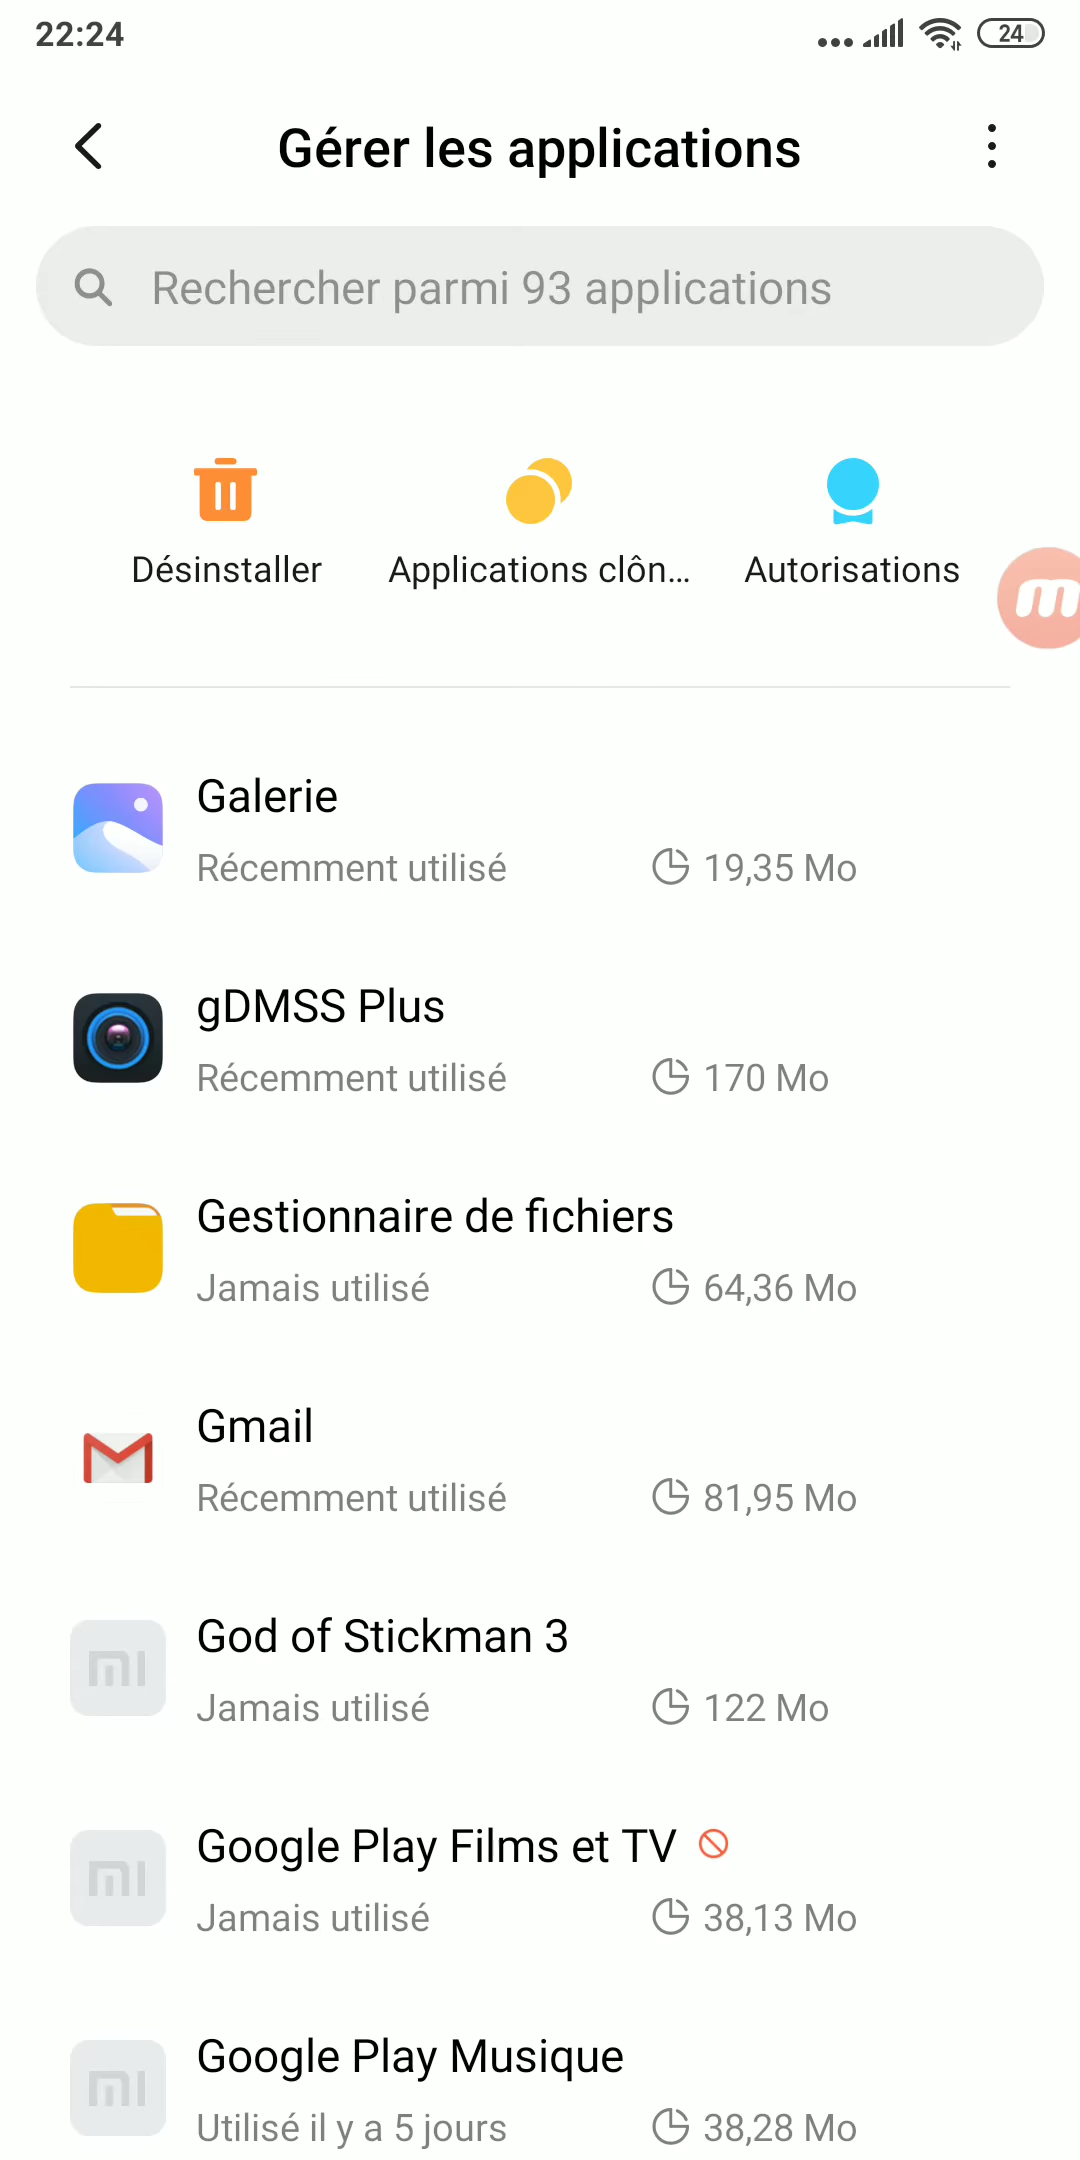 22:24
24
Gérer les applications
Rechercher parmi 93 applications
Désinstaller
Applications clôn...
Autorisations
m
Galerie
Récemment utilisé
19,35 Mo
gDMSS Plus
Récemment utilisé
170 Mo
Gestionnaire de fichiers
Jamais utilisé
64,36 Mo
Gmail
Récemment utilisé
81,95 Mo
God of Stickman 3
Jamais utilisé
122 Mo
Google Play Films et TV
Jamais utilisé
38,13 Mo
Google Play Musique
Utilisé il y a 5 jours
38,28 Mo